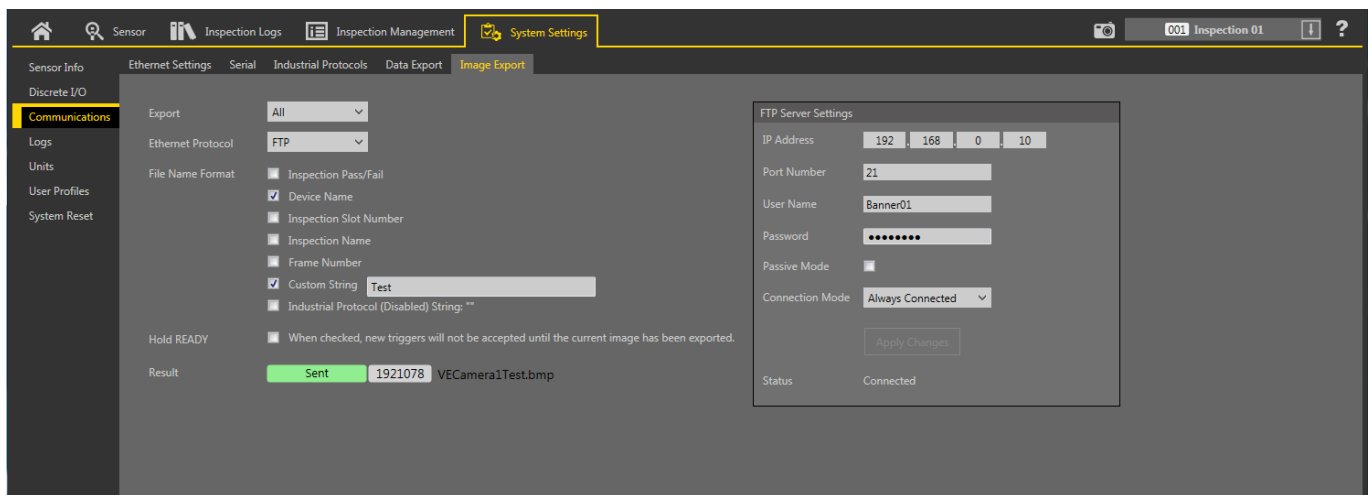 Sensor Inspection Logs Inspection Management System Settings 001 Inspection 01 ?
Sensor Info
Discrete I/O
Communications
Logs
Units
User Profiles
System Reset
Ethernet Settings Serial Industrial Protocols Data Export Image Export
Export All
Ethernet Protocol FTP
File Name Format Inspection Pass/Fail
Device Name
Inspection Slot Number
Inspection Name
Frame Number
Custom String Test
Industrial Protocol (Disabled) String: ""
Hold READY When checked, new triggers will not be accepted until the current image has been exported.
Result Sent 1921078 VECamera1Test.bmp
FTP Server Settings
IP Address 192 . 168 . 0 . 10
Port Number 21
User Name Banner01
Password ••••••••
Passive Mode
Connection Mode Always Connected
Apply Changes
Status Connected